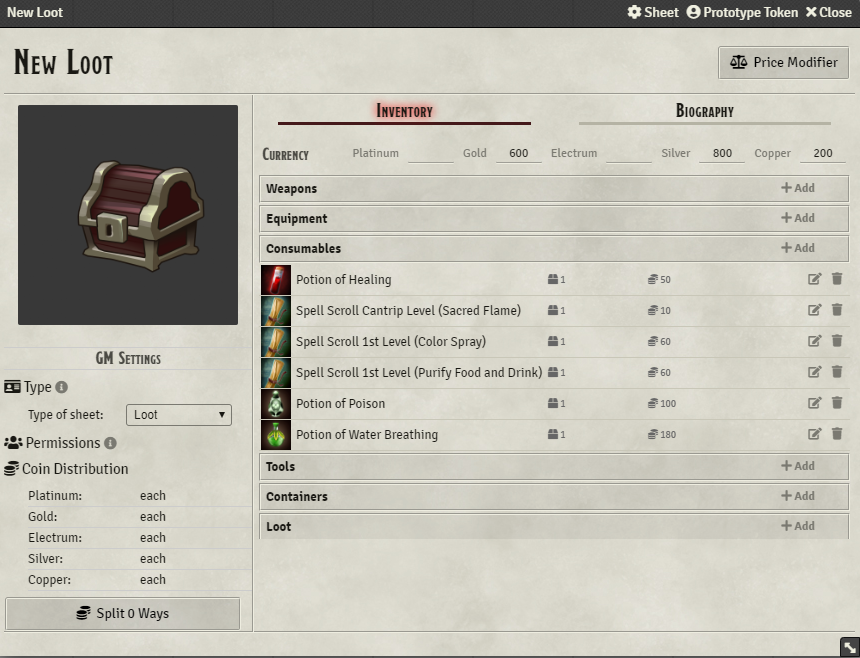 New Loot Sheet Prototype Token Close
New Loot
Price Modifier
Inventory Biography
Currency Platinum Gold 600 Electrum Silver 800 Copper 200
Weapons + Add
Equipment + Add
Consumables + Add
Potion of Healing 1 50
Spell Scroll Cantrip Level (Sacred Flame) 1 10
Spell Scroll 1st Level (Color Spray) 1 60
Spell Scroll 1st Level (Purify Food and Drink) 1 60
Potion of Poison 1 100
Potion of Water Breathing 1 180
Tools + Add
Containers + Add
Loot + Add
GM Settings
Type
Type of sheet: Loot
Permissions
Coin Distribution
Platinum: each
Gold: each
Electrum: each
Silver: each
Copper: each
Split 0 Ways